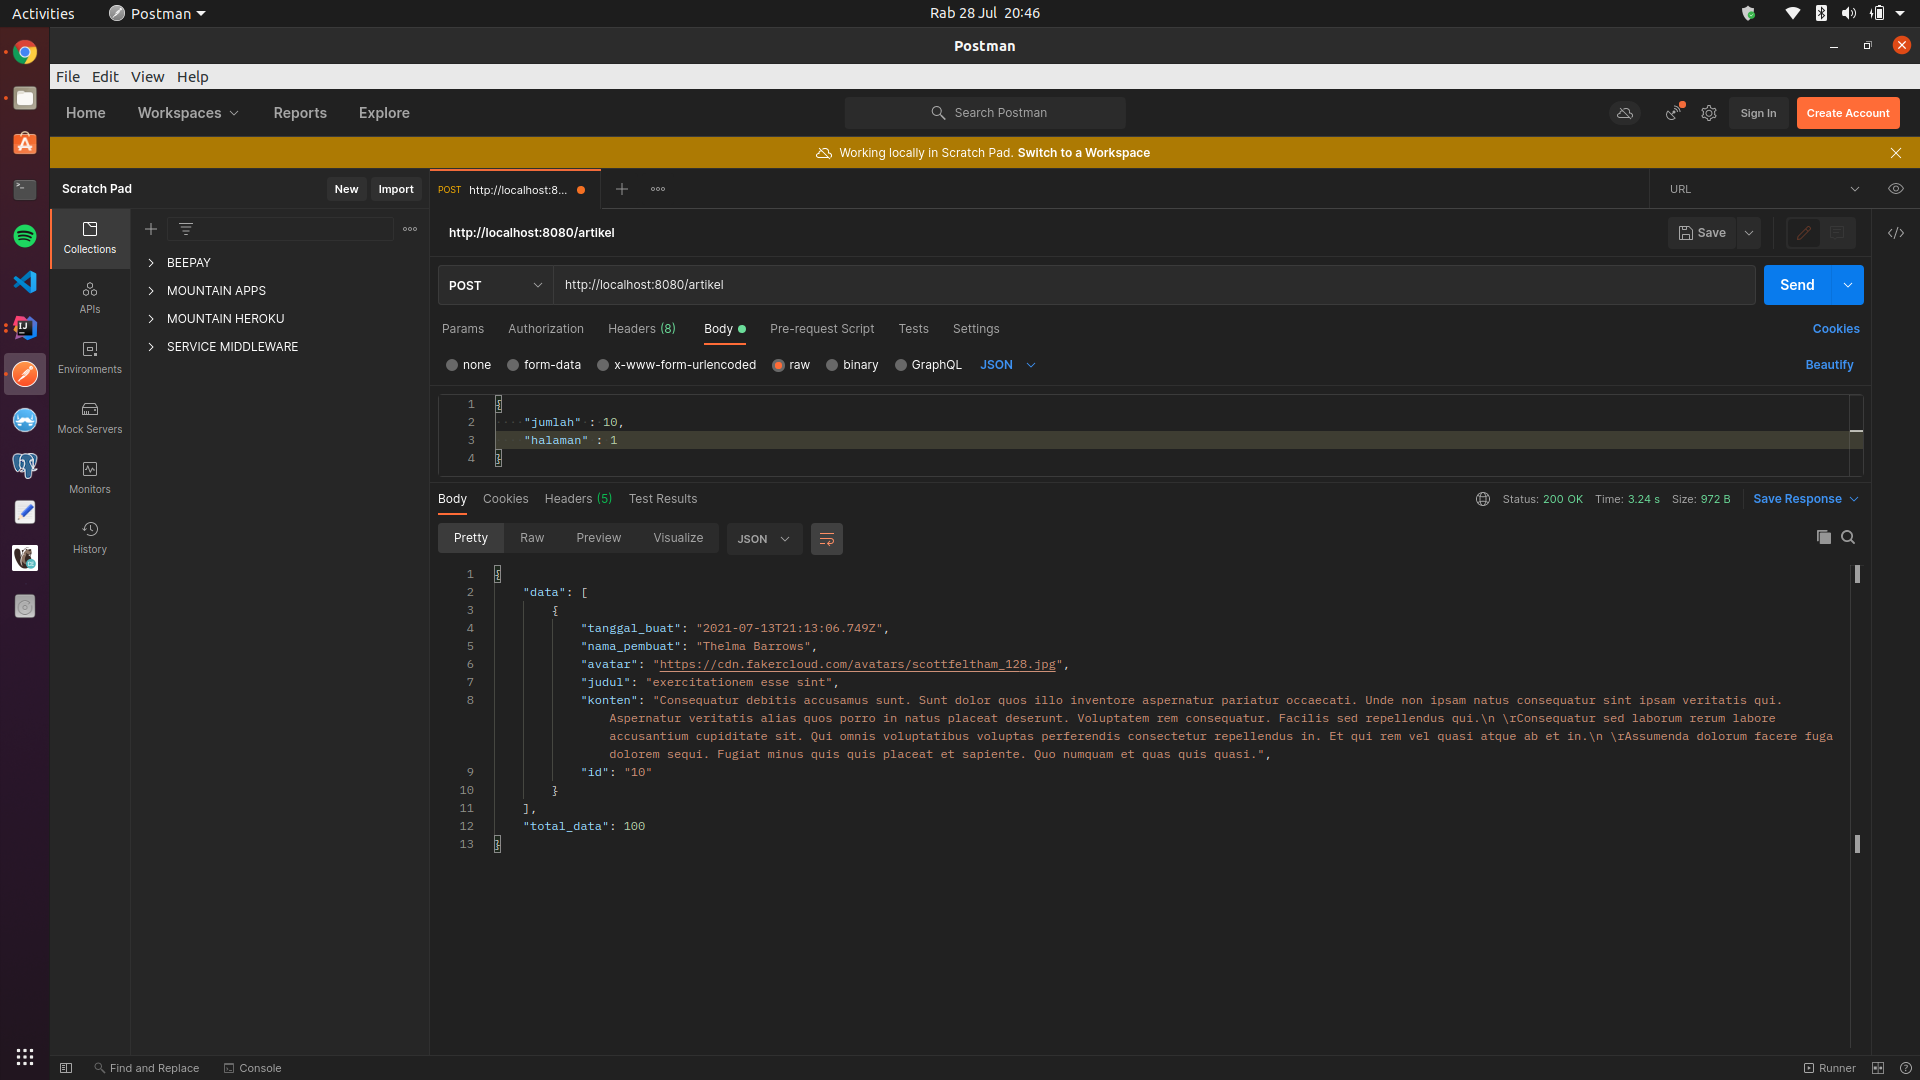 Activities
Postman
Rab 28 Jul 20:46
Postman
File Edit View Help
Home Workspaces Reports Explore
Search Postman
Sign In
Create Account
Working locally in Scratch Pad. Switch to a Workspace
Scratch Pad
New
Import
POST http://localhost:8...
URL
Collections
APIs
Environments
Mock Servers
Monitors
History
BEEPAY
MOUNTAIN APPS
MOUNTAIN HEROKU
SERVICE MIDDLEWARE
http://localhost:8080/artikel
Save
</>
POST
http://localhost:8080/artikel
Send
Params Authorization Headers (8) Body Pre-request Script Tests Settings
Cookies
none form-data x-www-form-urlencoded raw binary GraphQL JSON
Beautify
1 {
2 "jumlah" : 10,
3 "halaman" : 1
4 }
Body Cookies Headers (5) Test Results
Status: 200 OK Time: 3.24 s Size: 972 B
Save Response
Pretty Raw Preview Visualize JSON
1 {
2 "data": [
3 {
4 "tanggal_buat": "2021-07-13T21:13:06.749Z",
5 "nama_pembuat": "Thelma Barrows",
6 "avatar": "https://cdn.fakercloud.com/avatars/scottfeltham_128.jpg",
7 "judul": "exercitationem esse sint",
8 "konten": "Consequatur debitis accusamus sunt. Sunt dolor quos illo inventore aspernatur pariatur occaecati. Unde non ipsam natus consequatur sint ipsam veritatis qui.
Aspernatur veritatis alias quos porro in natus placeat deserunt. Voluptatem rem consequatur. Facilis sed repellendus qui.\n \rConsequatur sed laborum rerum labore
accusantium cupiditate sit. Qui omnis voluptatibus voluptas perferendis consectetur repellendus in. Et qui rem vel quasi atque ab et in.\n \rAssumenda dolorum facere fuga
dolorem sequi. Fugiat minus quis quis placeat et sapiente. Quo numquam et quas quis quasi.",
9 "id": "10"
10 }
11 ],
12 "total_data": 100
13 }
Find and Replace
Console
Runner